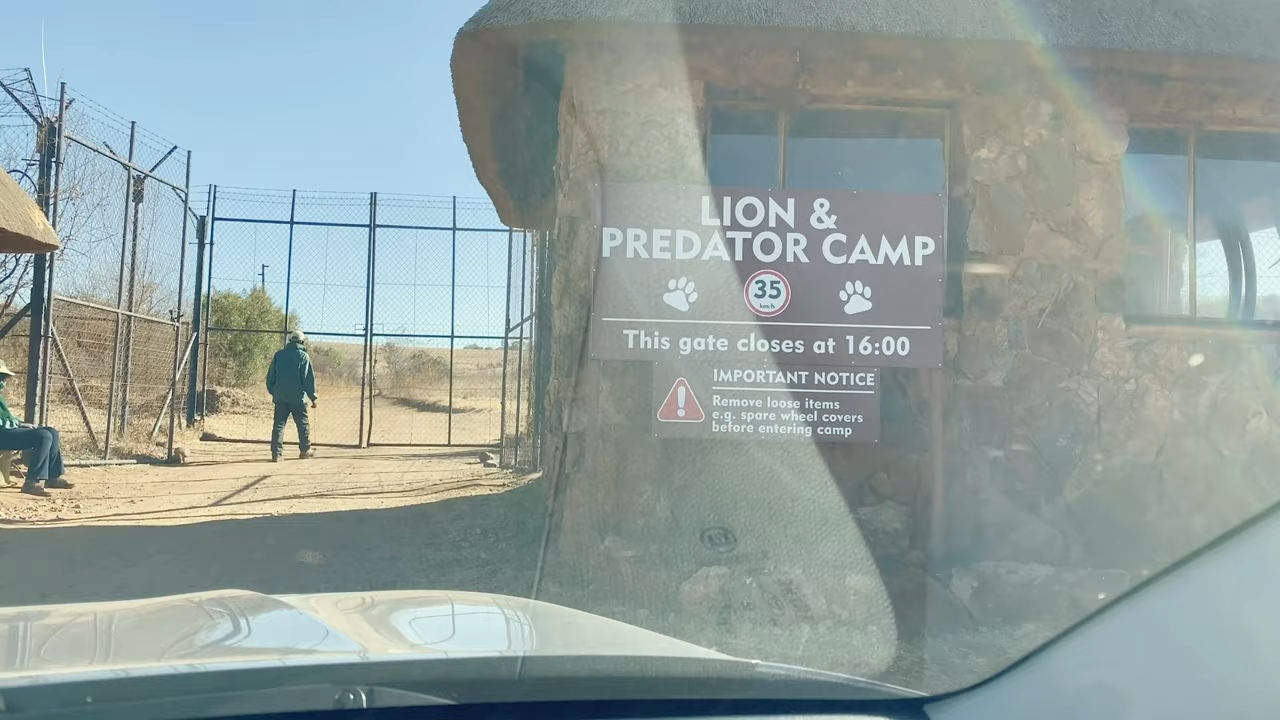 LION &
PREDATOR CAMP
35
km/h
This gate closes at 16:00
IMPORTANT NOTICE
Remove loose items
e.g. spare wheel covers
before entering camp